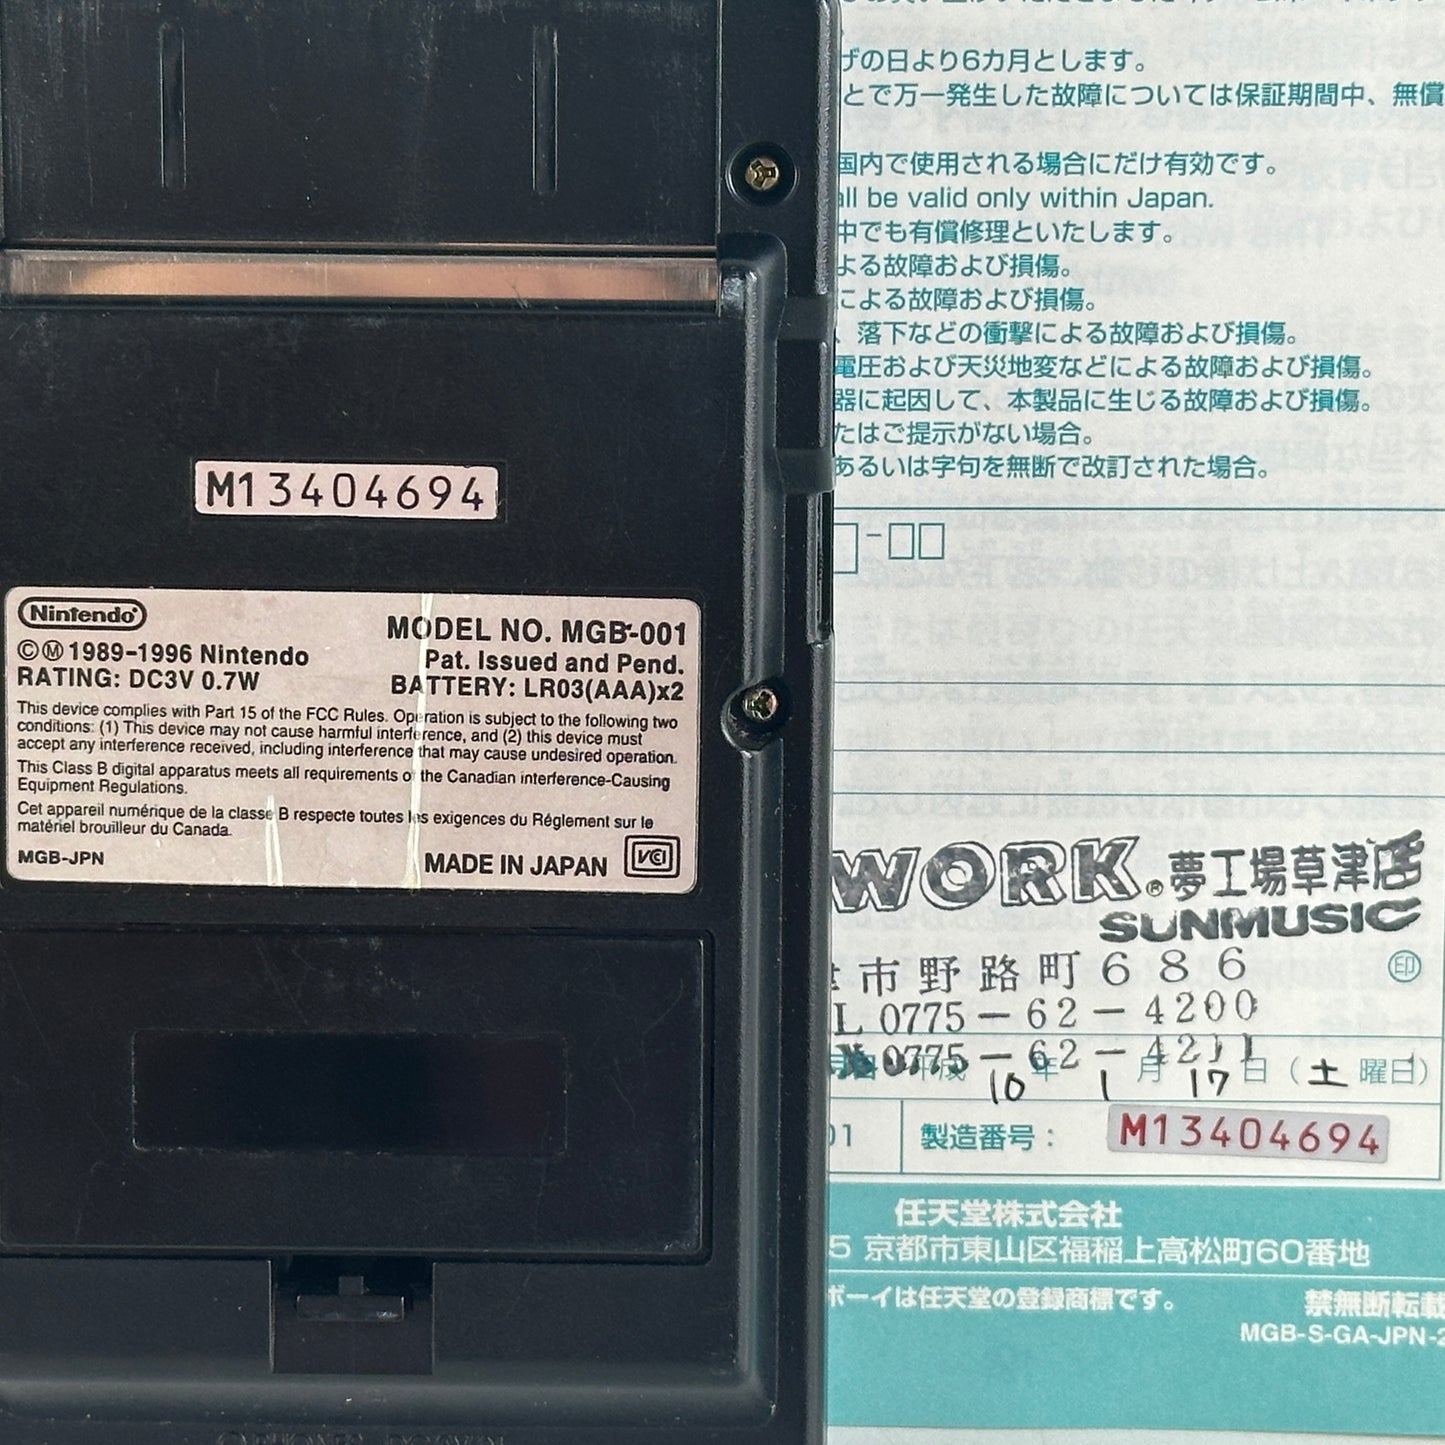 M13404694
Nintendo
MODEL NO. MGB-001
©Ⓜ1989-1996 Nintendo
Pat. Issued and Pend.
RATING: DC3V 0.7W
BATTERY: LR03(AAA)x2
This device complies with Part 15 of the FCC Rules. Operation is subject to the following two
conditions: (1) This device may not cause harmful interference, and (2) this device must
accept any interference received, including interference that may cause undesired operation.
This Class B digital apparatus meets all requirements of the Canadian interference-Causing
Equipment Regulations.
Cet appareil numérique de la classe B respecte toutes les exigences du Réglement sur le
matériel brouilleur du Canada.
MGB-JPN
MADE IN JAPAN
VCI
げの日より6カ月とします。
とで万一発生した故障については保証期間中、無償
国内で使用される場合にだけ有効です。
all be valid only within Japan.
中でも有償修理といたします。
よる故障および損傷。
による故障および損傷。
、落下などの衝撃による故障および損傷。
電圧および天災地変などによる故障および損傷。
器に起因して、本製品に生じる故障および損傷。
たはご提示がない場合。
あるいは字句を無断で改訂された場合。
WORK®夢工場草津店
SUNMUSIC
市野路町686
印
L 0775-62-4200
0775-62-4211
平成10年1月17日（土曜日）
01
製造番号：M13404694
任天堂株式会社
5 京都市東山区福稲上高松町60番地
ボーイは任天堂の登録商標です。
禁無断転載
MGB-S-GA-JPN-2